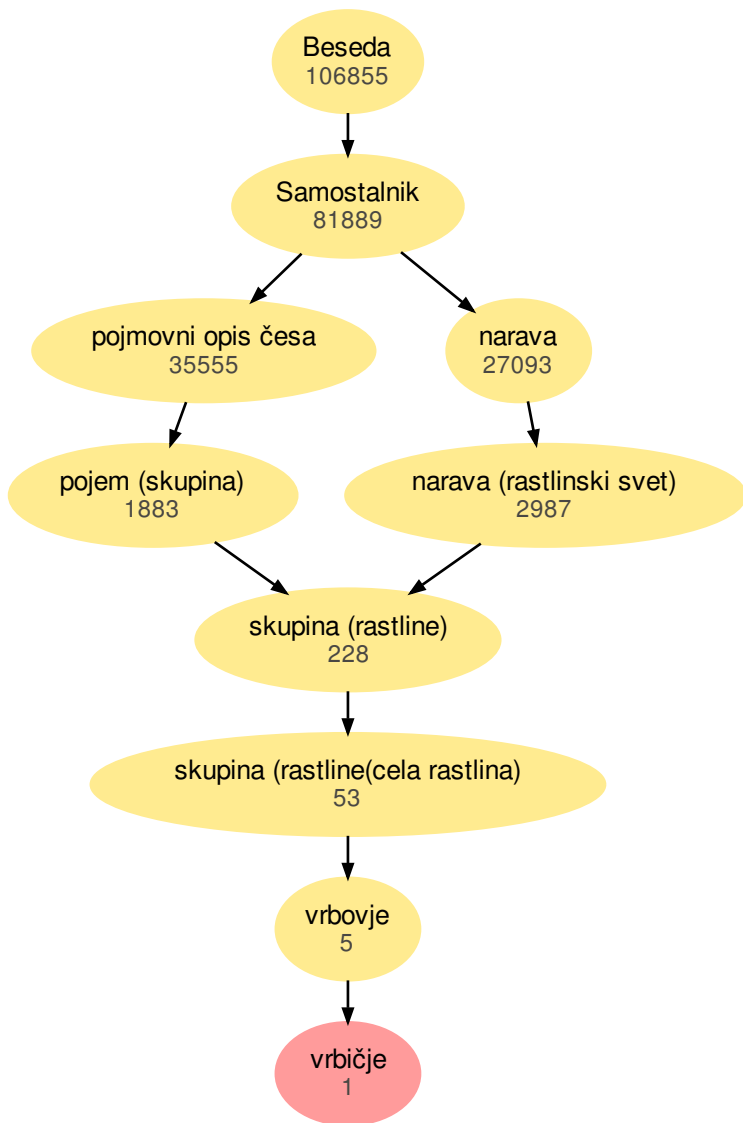 Beseda
106855
Samostalnik
81889
pojmovni opis česa
35555
narava
27093
pojem (skupina)
1883
narava (rastlinski svet)
2987
skupina (rastline)
228
skupina (rastline(cela rastlina)
53
vrbovje
5
vrbičje
1